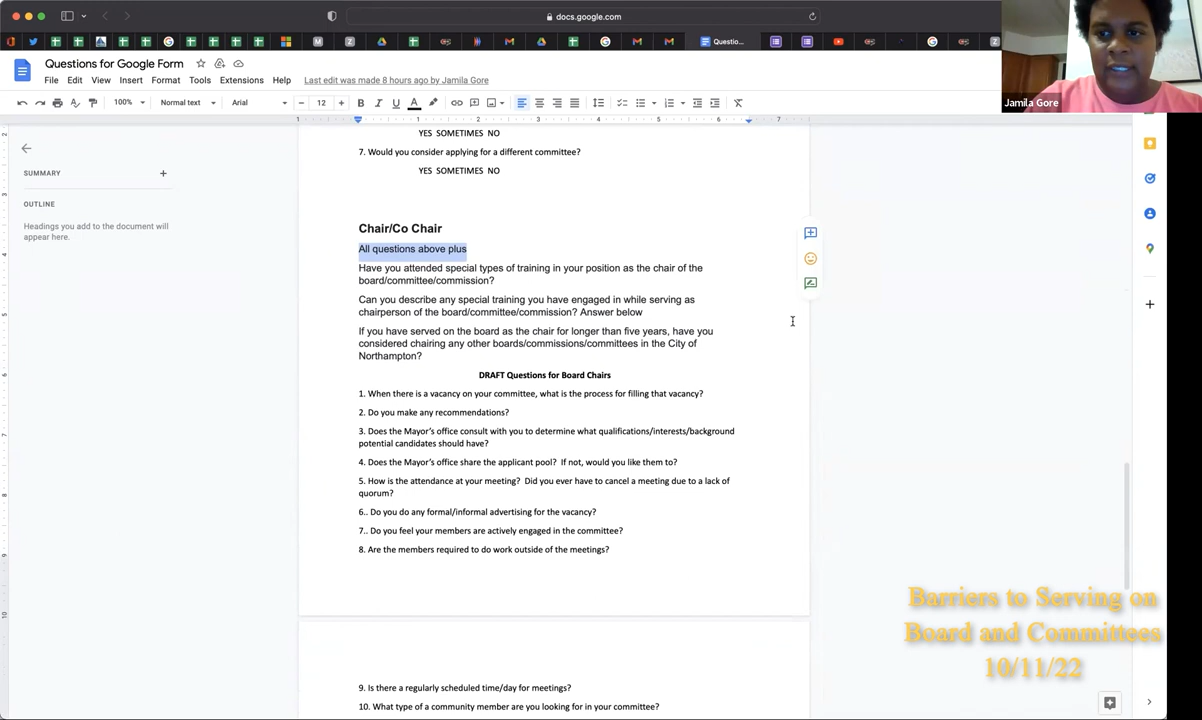 docs.google.com
Questio...
Questions for Google Form
File Edit View Insert Format Tools Extensions Help Last edit was made 8 hours ago by Jamila Gore
100% Normal text Arial 12
Jamila Gore
SUMMARY
OUTLINE
Headings you add to the document will
appear here.
YES SOMETIMES NO
7. Would you consider applying for a different committee?
YES SOMETIMES NO
Chair/Co Chair
All questions above plus
Have you attended special types of training in your position as the chair of the
board/committee/commission?
Can you describe any special training you have engaged in while serving as
chairperson of the board/committee/commission? Answer below
If you have served on the board as the chair for longer than five years, have you
considered chairing any other boards/commissions/committees in the City of
Northampton?
DRAFT Questions for Board Chairs
1. When there is a vacancy on your committee, what is the process for filling that vacancy?
2. Do you make any recommendations?
3. Does the Mayor's office consult with you to determine what qualifications/interests/background
potential candidates should have?
4. Does the Mayor's office share the applicant pool? If not, would you like them to?
5. How is the attendance at your meeting? Did you ever have to cancel a meeting due to a lack of
quorum?
6.. Do you do any formal/informal advertising for the vacancy?
7.. Do you feel your members are actively engaged in the committee?
8. Are the members required to do work outside of the meetings?
9. Is there a regularly scheduled time/day for meetings?
10. What type of a community member are you looking for in your committee?
Barriers to Serving on
Board and Committees
10/11/22